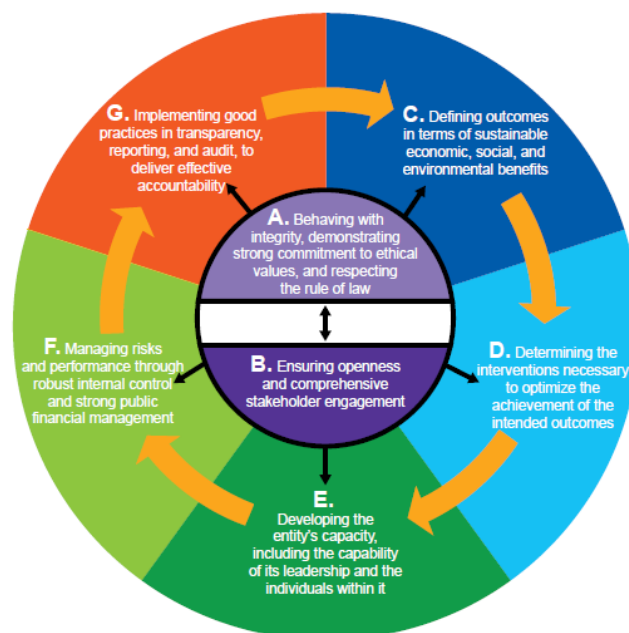 G. Implementing good
practices in transparency,
reporting, and audit, to
deliver effective
accountability
C. Defining outcomes
in terms of sustainable
economic, social, and
environmental benefits
A. Behaving with
integrity, demonstrating
strong commitment to ethical
values, and respecting
the rule of law
B. Ensuring openness
and comprehensive
stakeholder engagement
F. Managing risks
and performance through
robust internal control
and strong public
financial management
D. Determining the
interventions necessary
to optimize the
achievement of the
intended outcomes
E.
Developing the
entity's capacity,
including the capability
of its leadership and the
individuals within it